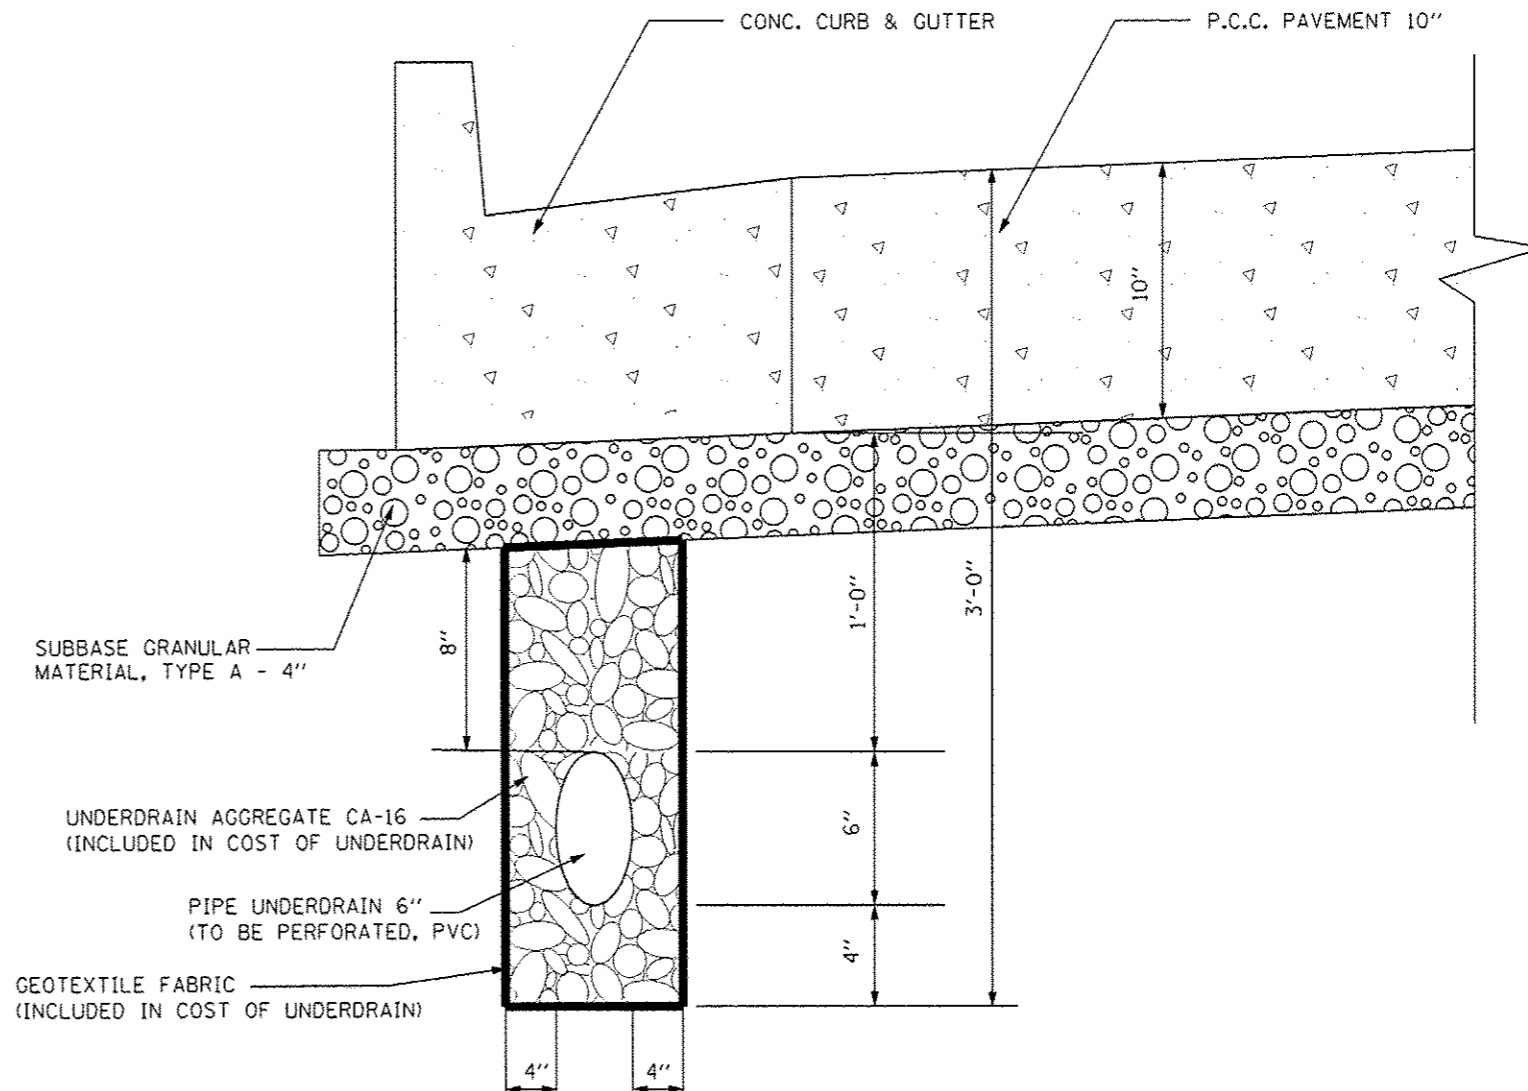 CONC. CURB & GUTTER
P.C.C. PAVEMENT 10"
10"
1'-0"
3'-0"
8"
SUBBASE GRANULAR
MATERIAL, TYPE A - 4"
UNDERDRAIN AGGREGATE CA-16
(INCLUDED IN COST OF UNDERDRAIN)
6"
PIPE UNDERDRAIN 6"
(TO BE PERFORATED, PVC)
4"
GEOTEXTILE FABRIC
(INCLUDED IN COST OF UNDERDRAIN)
4"
4"